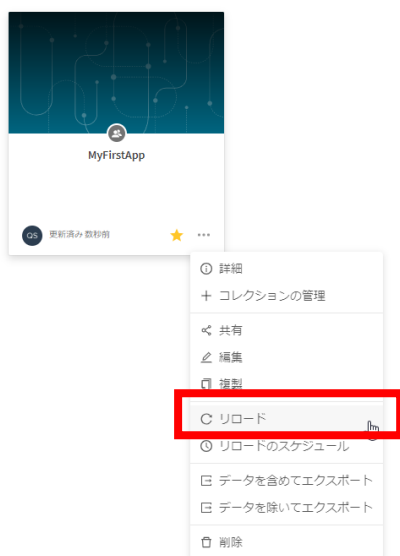 MyFirstApp
QS 更新済み 数秒前
詳細
コレクションの管理
共有
編集
複製
リロード
リロードのスケジュール
データを含めてエクスポート
データを除いてエクスポート
削除